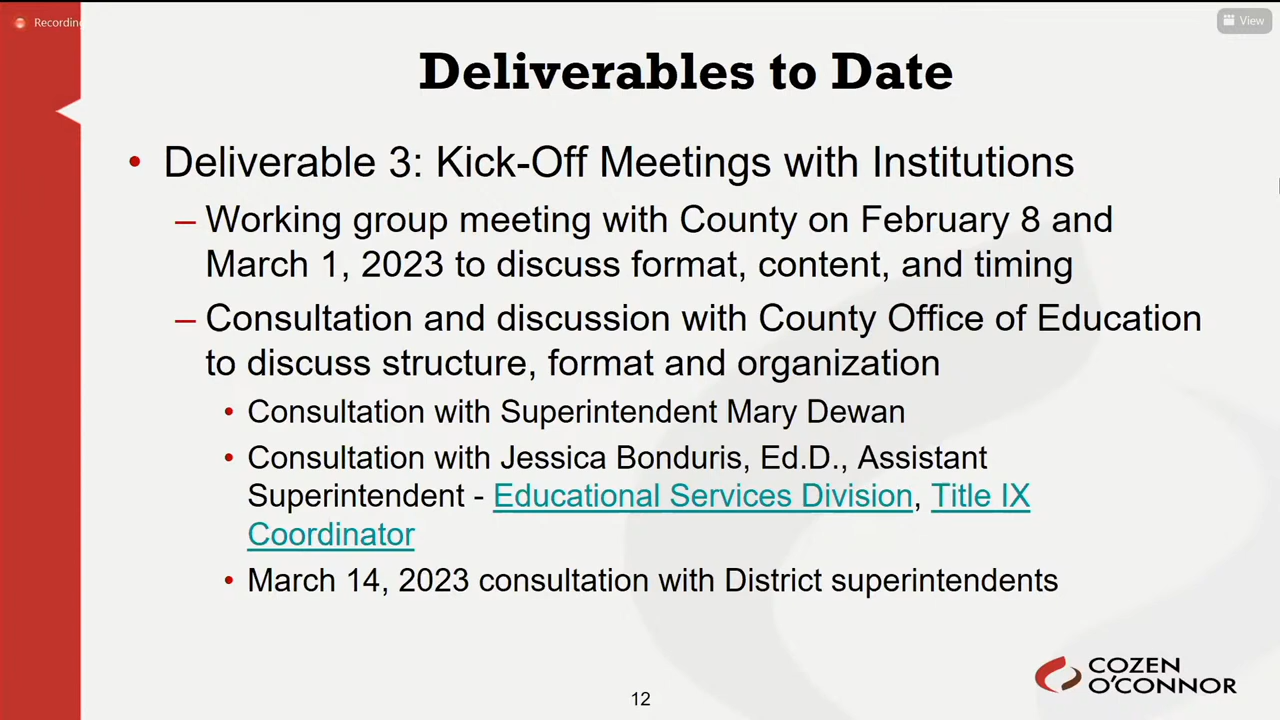 Recording
View
Deliverables to Date
• Deliverable 3: Kick-Off Meetings with Institutions
– Working group meeting with County on February 8 and
March 1, 2023 to discuss format, content, and timing
– Consultation and discussion with County Office of Education
to discuss structure, format and organization
• Consultation with Superintendent Mary Dewan
• Consultation with Jessica Bonduris, Ed.D., Assistant
Superintendent - Educational Services Division, Title IX
Coordinator
• March 14, 2023 consultation with District superintendents
COZEN
O'CONNOR
12